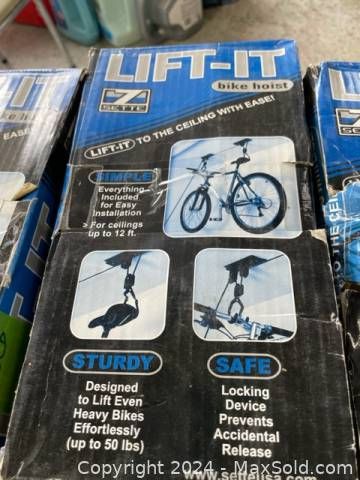 LIFT-IT
bike hoist
SETTE
LIFT-IT TO THE CEILING WITH EASE!
SIMPLE
Everything
Included
for Easy
Installation
> For ceilings
up to 12 ft.
STURDY
Designed
to Lift Even
Heavy Bikes
Effortlessly
(up to 50 lbs)
SAFE
Locking
Device
Prevents
Accidental
Release
www.setteusa.com
Copyright © 2024 - MaxSold.com